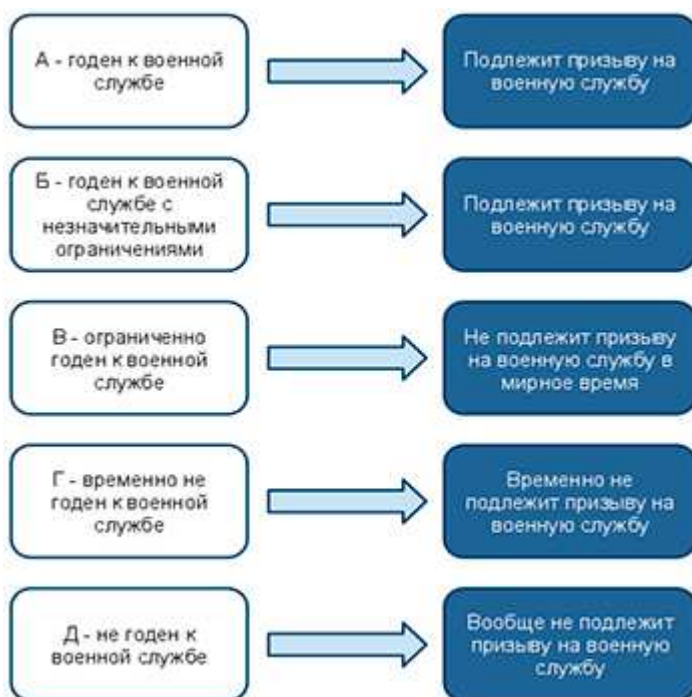 А - годен к военной
службе
Подлежит призыву на
военную службу
Б - годен к военной
службе с
незначительными
ограничениями
Подлежит призыву на
военную службу
В - ограниченно
годен к военной
службе
Не подлежит призыву
на военную службу в
мирное время
Г - временно не
годен к военной
службе
Временно не
подлежит призыву на
военную службу
Д - не годен к
военной службе
Вообще не подлежит
призыву на военную
службу